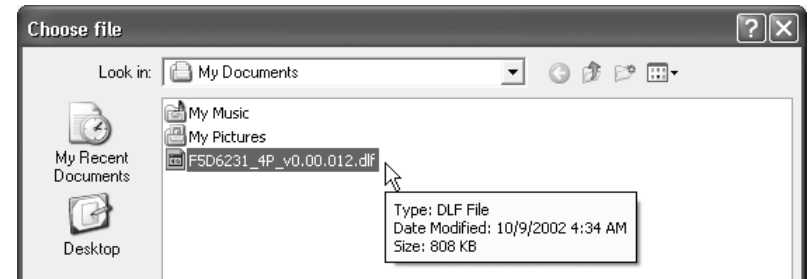 Choose file
Look in: My Documents
My Music
My Pictures
F5D6231_4P_v0.00.012.dlf
My Recent
Documents
Type: DLF File
Date Modified: 10/9/2002 4:34 AM
Size: 808 KB
Desktop